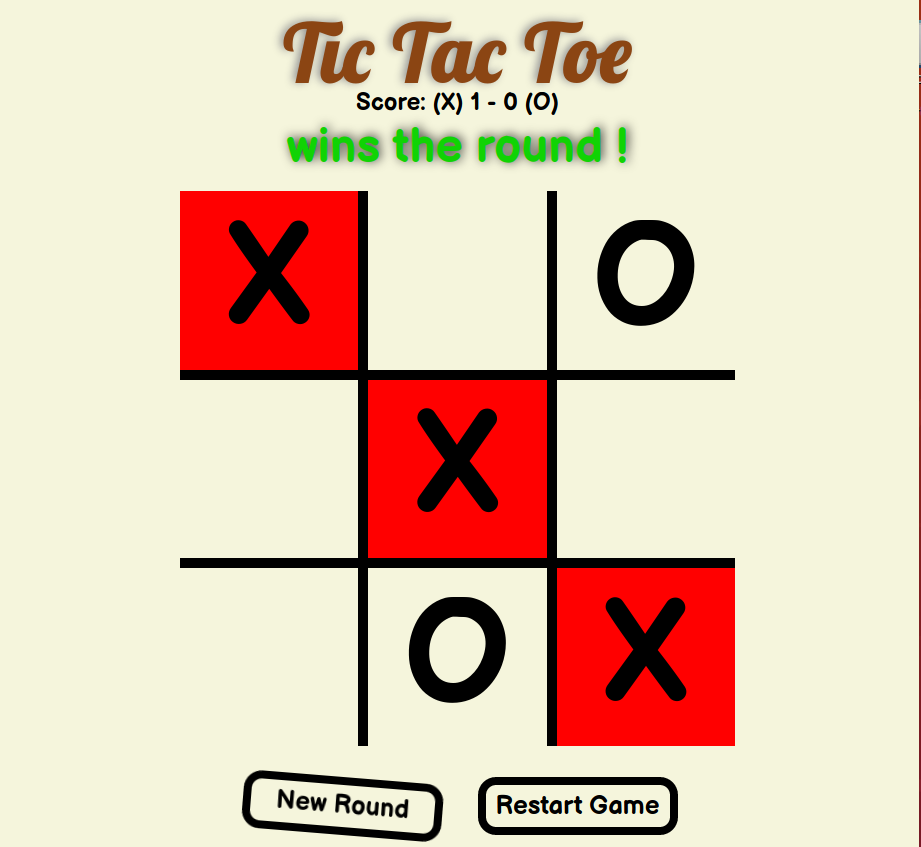 Tic Tac Toe
Score: (X) 1 - 0 (O)
wins the round !
X O
X
O X
New Round Restart Game